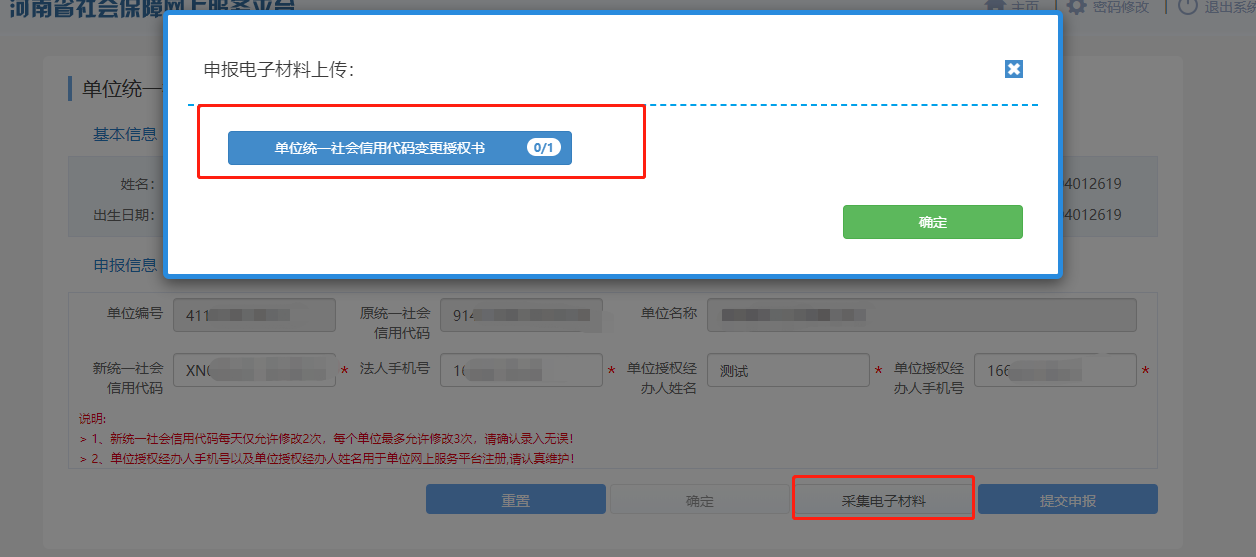 河南省社会保障网上服务平台
主页
密码修改
退出系统
申报电子材料上传：
单位统一
单位统一社会信用代码变更授权书 0/1
基本信息
姓名：
4012619
出生日期：
4012619
确定
申报信息
单位编号 411
原统一社会信用代码 914
单位名称
新统一社会信用代码 XN0 *
法人手机号 16 *
单位授权经办人姓名 测试 *
单位授权经办人手机号 166 *
说明：
> 1、新统一社会信用代码每天仅允许修改2次，每个单位最多允许修改3次，请确认录入无误！
> 2、单位授权经办人手机号以及单位授权经办人姓名用于单位网上服务平台注册,请认真维护！
重置
确定
采集电子材料
提交申报